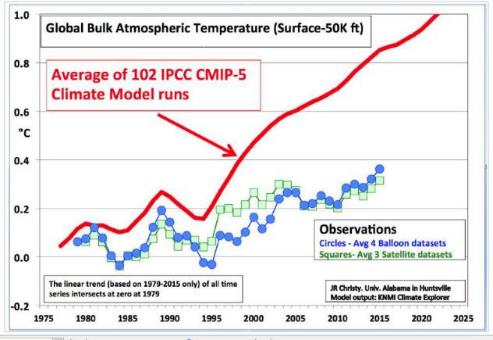 Global Bulk Atmospheric Temperature (Surface-50K ft)
Average of 102 IPCC CMIP-5
Climate Model runs
1.0
0.8
0.6
°C
0.4
0.2
0.0
-0.2
Observations
Circles - Avg 4 Balloon datasets
Squares- Avg 3 Satellite datasets
The linear trend (based on 1979-2015 only) of all time
series intersects at zero at 1979
JR Christy. Univ. Alabama in Huntsville
Model output: KNMI Climate Explorer
1975 1980 1985 1990 1995 2000 2005 2010 2015 2020 2025